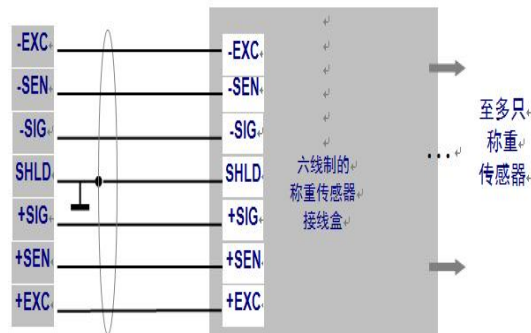 -EXC
-SEN
-SIG
SHLD
+SIG
+SEN
+EXC
-EXC
-SEN
-SIG
SHLD
+SIG
+SEN
+EXC
六线制的
称重传感器
接线盒
...
至多只
称重
传感器